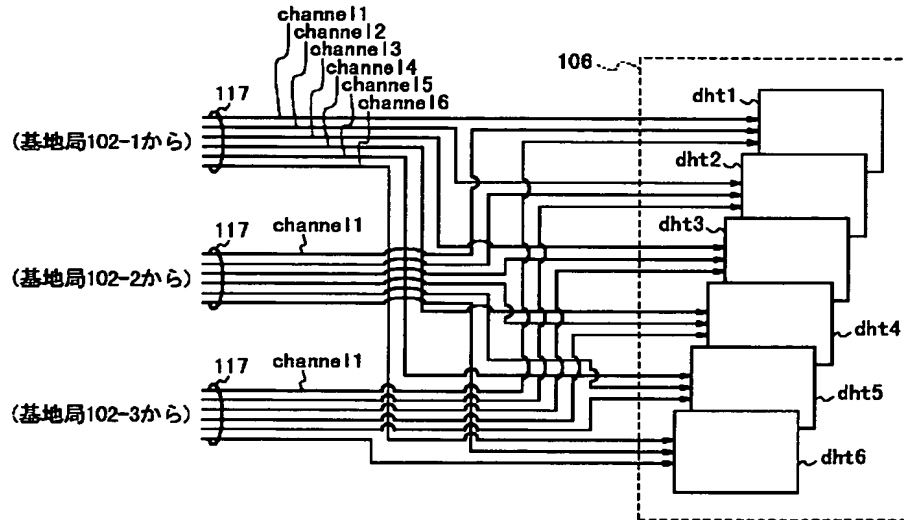 channel1
channel2
channel3
channel4
channel5
channel6
117
(基地局102-1から)
106
dht1
dht2
dht3
117
channel1
(基地局102-2から)
dht4
117
channel1
(基地局102-3から)
dht5
dht6